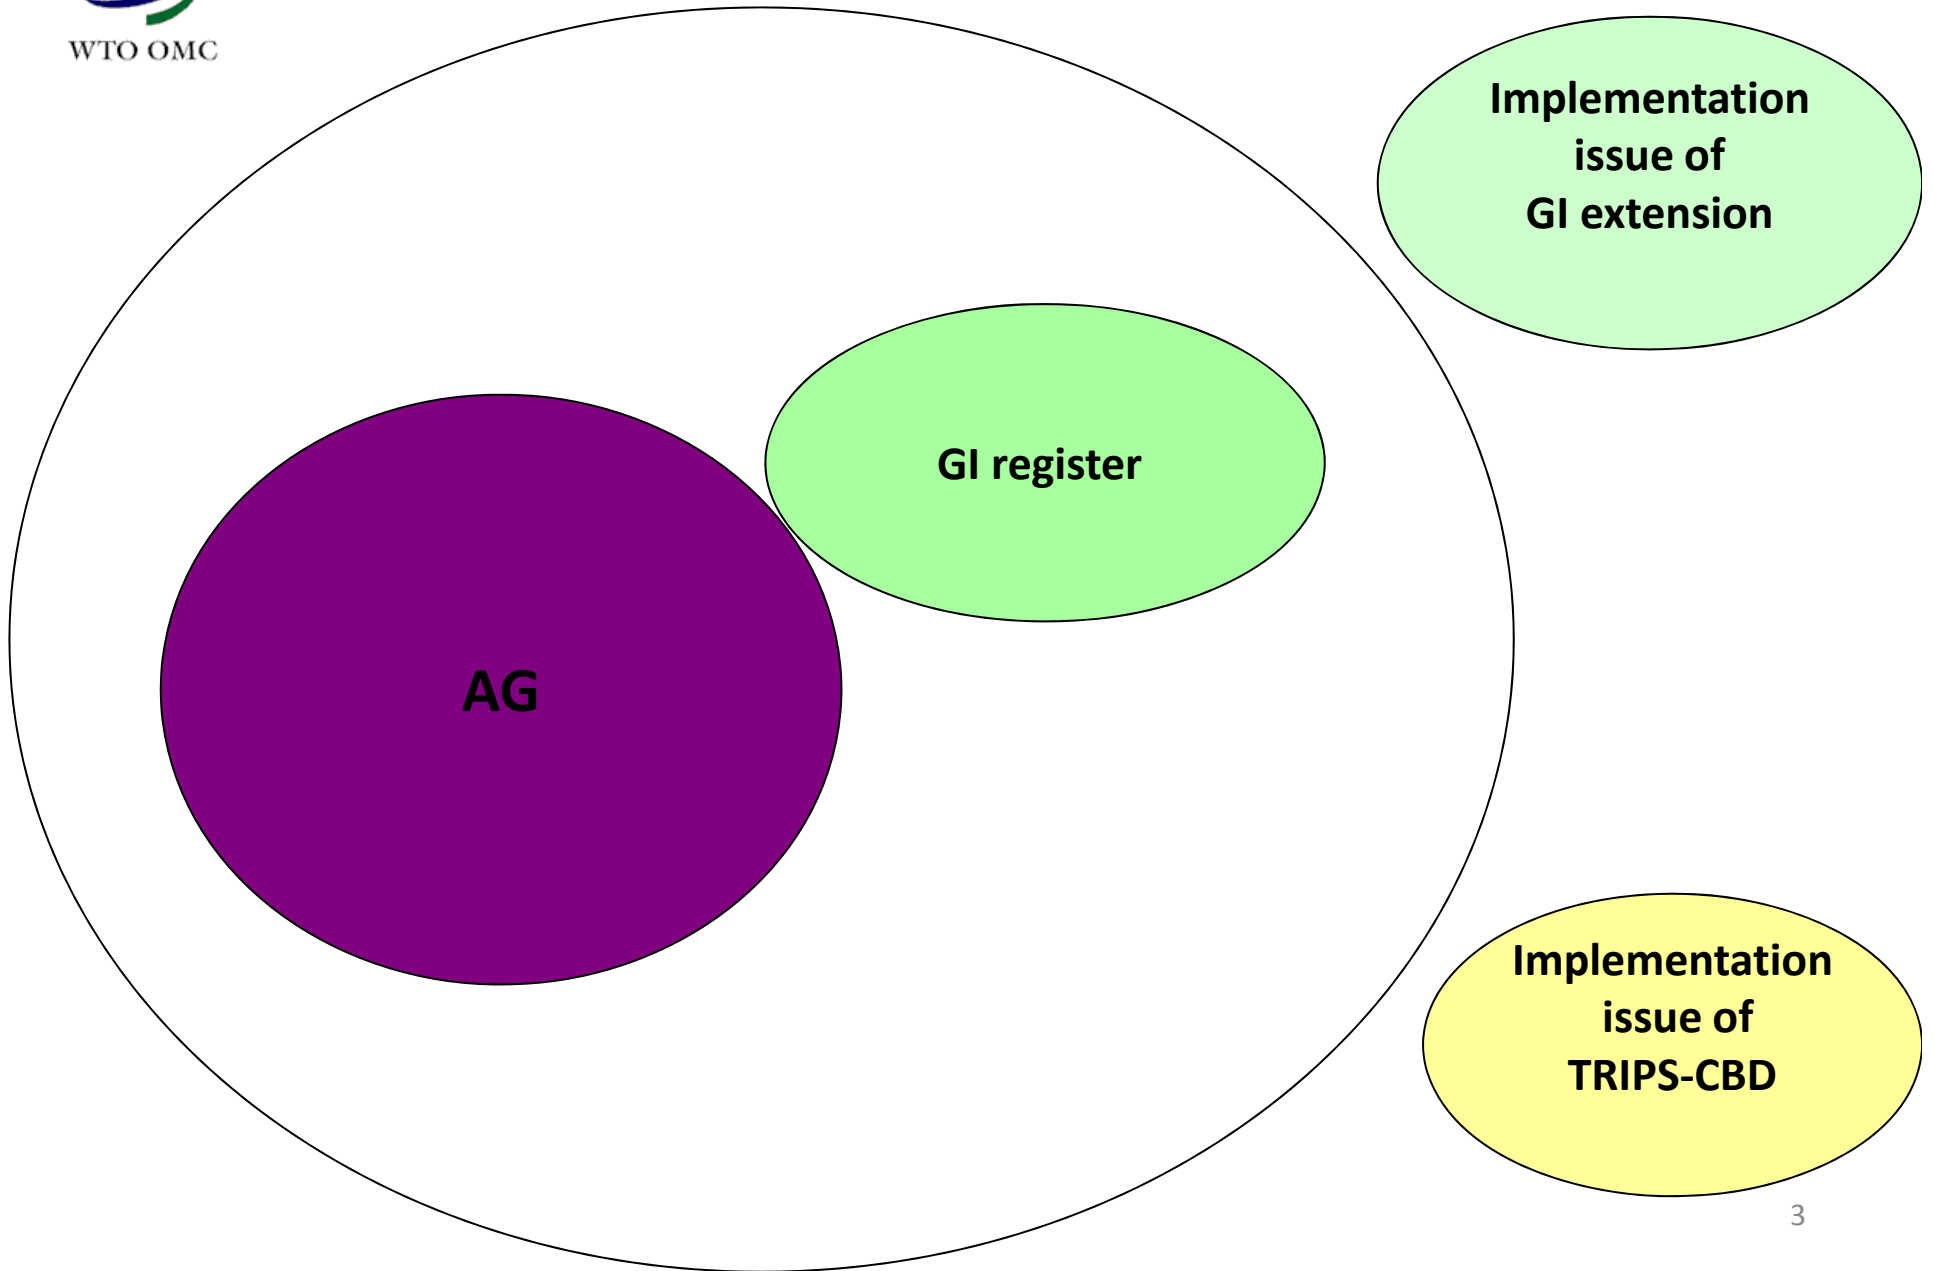 WTO OMC
Implementation
issue of
GI extension
GI register
AG
Implementation
issue of
TRIPS-CBD
3